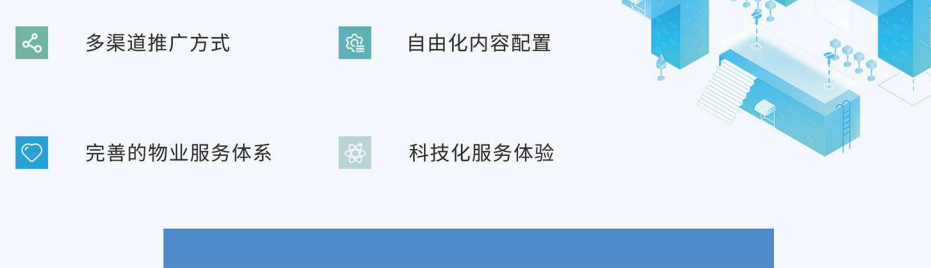 多渠道推广方式
自由化内容配置
完善的物业服务体系
科技化服务体验